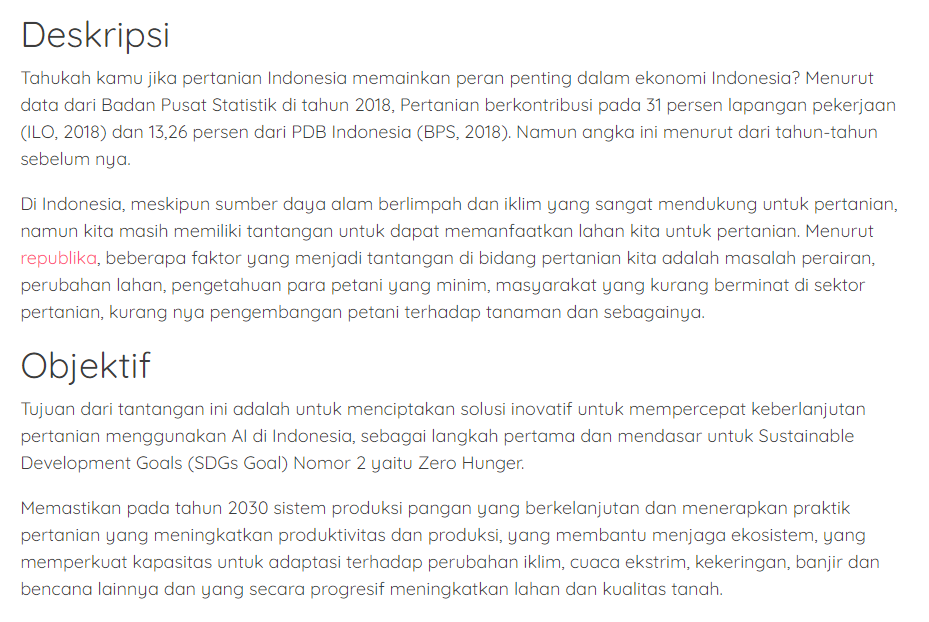 Deskripsi
Tahukah kamu jika pertanian Indonesia memainkan peran penting dalam ekonomi Indonesia? Menurut
data dari Badan Pusat Statistik di tahun 2018, Pertanian berkontribusi pada 31 persen lapangan pekerjaan
(ILO, 2018) dan 13,26 persen dari PDB Indonesia (BPS, 2018). Namun angka ini menurut dari tahun-tahun
sebelum nya.
Di Indonesia, meskipun sumber daya alam berlimpah dan iklim yang sangat mendukung untuk pertanian,
namun kita masih memiliki tantangan untuk dapat memanfaatkan lahan kita untuk pertanian. Menurut
republika, beberapa faktor yang menjadi tantangan di bidang pertanian kita adalah masalah perairan,
perubahan lahan, pengetahuan para petani yang minim, masyarakat yang kurang berminat di sektor
pertanian, kurang nya pengembangan petani terhadap tanaman dan sebagainya.
Objektif
Tujuan dari tantangan ini adalah untuk menciptakan solusi inovatif untuk mempercepat keberlanjutan
pertanian menggunakan AI di Indonesia, sebagai langkah pertama dan mendasar untuk Sustainable
Development Goals (SDGs Goal) Nomor 2 yaitu Zero Hunger.
Memastikan pada tahun 2030 sistem produksi pangan yang berkelanjutan dan menerapkan praktik
pertanian yang meningkatkan produktivitas dan produksi, yang membantu menjaga ekosistem, yang
memperkuat kapasitas untuk adaptasi terhadap perubahan iklim, cuaca ekstrim, kekeringan, banjir dan
bencana lainnya dan yang secara progresif meningkatkan lahan dan kualitas tanah.